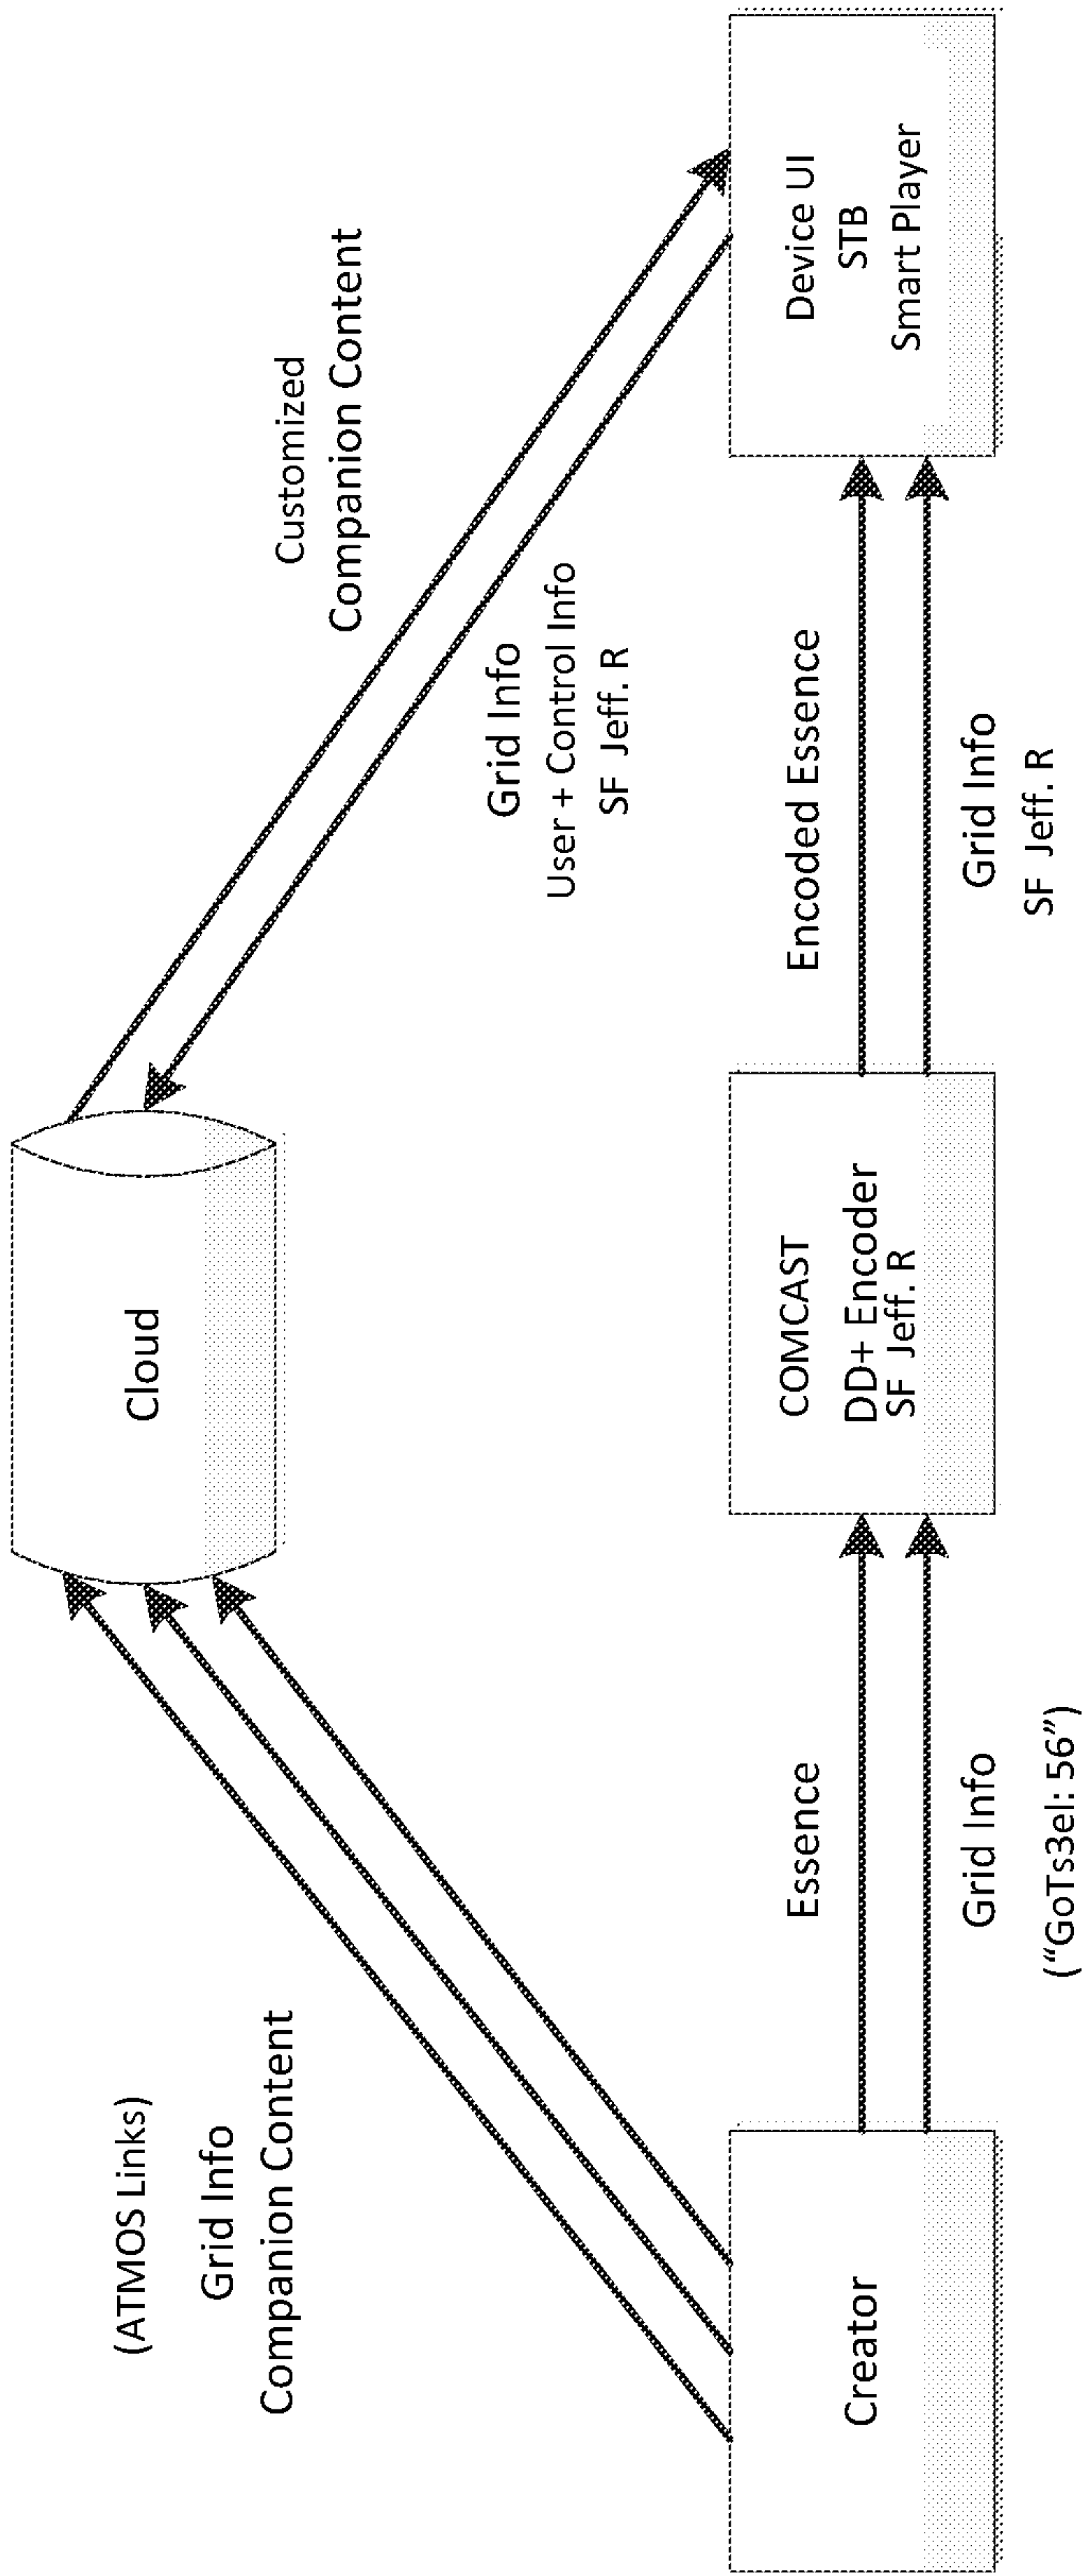 (ATMOS Links)
Grid Info
Companion Content
Cloud
Customized
Companion Content
Grid Info
User + Control Info
SF Jeff. R
Creator
Essence
Grid Info
("GoTs3el: 56")
COMCAST
DD+ Encoder
SF Jeff. R
Encoded Essence
Grid Info
SF Jeff. R
Device UI
STB
Smart Player